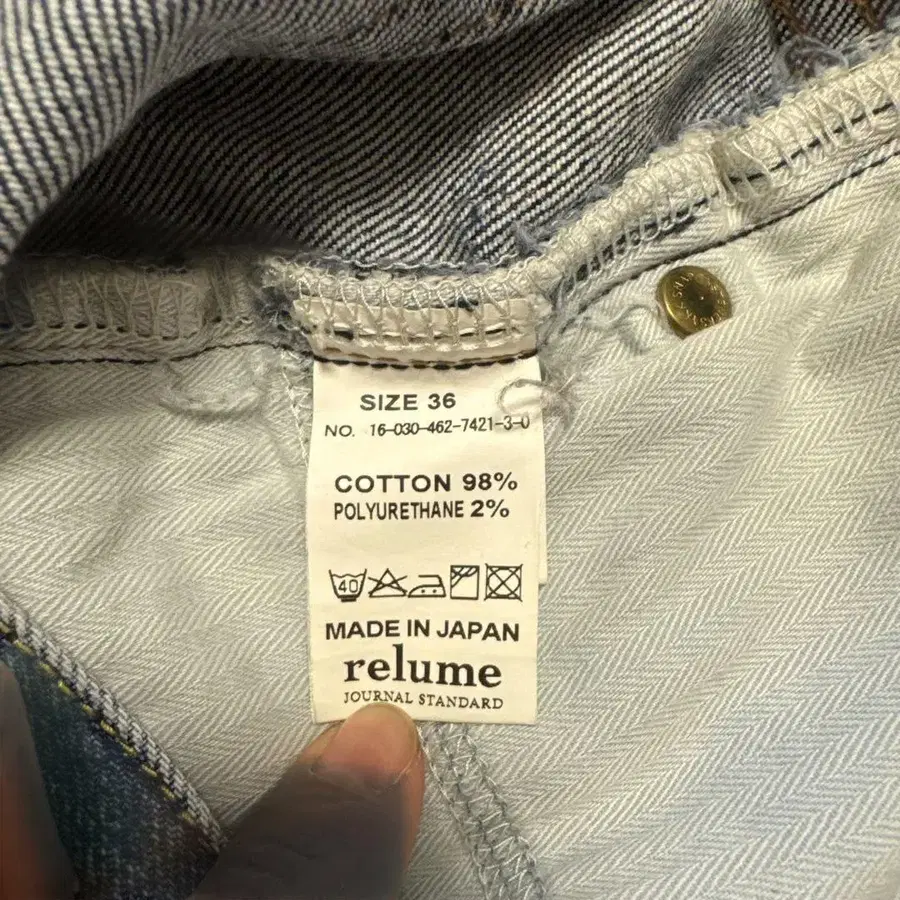 SIZE 36
NO. 16-030-462-7421-3-0
COTTON 98%
POLYURETHANE 2%
40
MADE IN JAPAN
relume
JOURNAL STANDARD